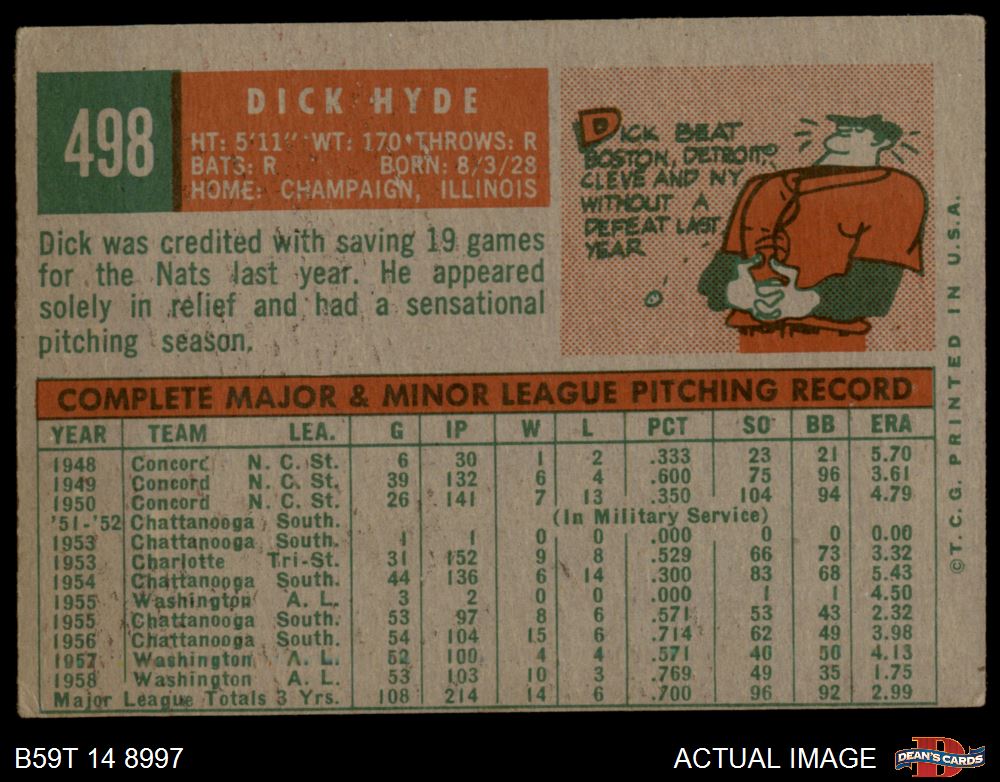 498
DICK HYDE
HT: 5'11" WT: 170 • THROWS: R
BATS: R BORN: 8/3/28
HOME: CHAMPAIGN, ILLINOIS
DICK BEAT
BOSTON, DETROIT,
CLEVE AND NY
WITHOUT A
DEFEAT LAST
YEAR
Dick was credited with saving 19 games
for the Nats last year. He appeared
solely in relief and had a sensational
pitching season.
COMPLETE MAJOR & MINOR LEAGUE PITCHING RECORD
YEAR TEAM LEA. G IP W L PCT SO BB ERA
1948 Concord N. C. St. 6 30 1 2 .333 23 21 5.70
1949 Concord N. C. St. 39 132 6 4 .600 75 96 3.61
1950 Concord N. C. St. 26 141 7 13 .350 104 94 4.79
'51-'52 Chattanooga South. (In Military Service)
1953 Chattanooga South. 1 1 0 0 .000 0 0 0.00
1953 Charlotte Tri-St. 31 152 9 8 .529 66 73 3.32
1954 Chattanooga South. 44 136 6 14 .300 83 68 5.43
1955 Washington A. L. 3 2 0 0 .000 1 1 4.50
1955 Chattanooga South. 53 97 8 6 .571 53 43 2.32
1956 Chattanooga South. 54 104 15 6 .714 62 49 3.98
1957 Washington A. L. 52 109 4 4 .571 46 50 4.13
1958 Washington A. L. 53 103 10 3 .769 49 35 1.75
Major League Totals 3 Yrs. 108 214 14 6 .700 96 92 2.99
© T. C. G. PRINTED IN U.S.A.
B59T 14 8997
ACTUAL IMAGE
D
DEAN'S CARDS